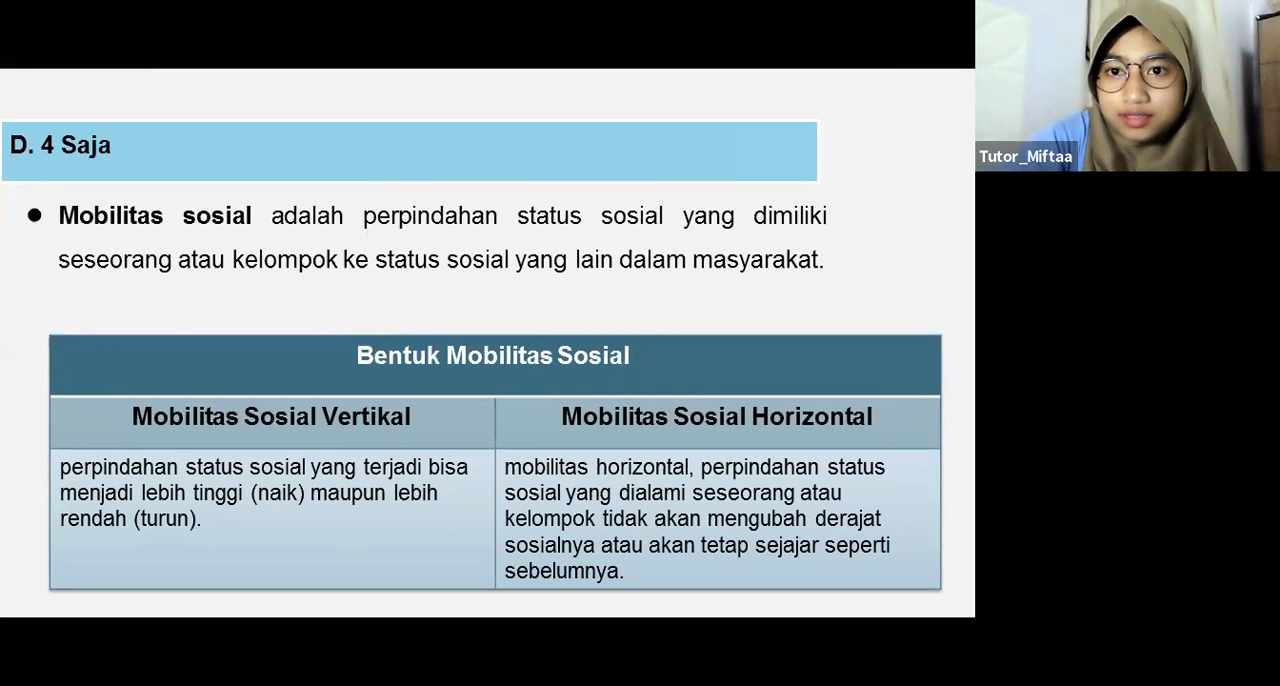 D. 4 Saja
● Mobilitas sosial adalah perpindahan status sosial yang dimiliki
seseorang atau kelompok ke status sosial yang lain dalam masyarakat.
Bentuk Mobilitas Sosial
Mobilitas Sosial Vertikal
perpindahan status sosial yang terjadi bisa
menjadi lebih tinggi (naik) maupun lebih
rendah (turun).
Mobilitas Sosial Horizontal
mobilitas horizontal, perpindahan status
sosial yang dialami seseorang atau
kelompok tidak akan mengubah derajat
sosialnya atau akan tetap sejajar seperti
sebelumnya.
Tutor_Miftaa